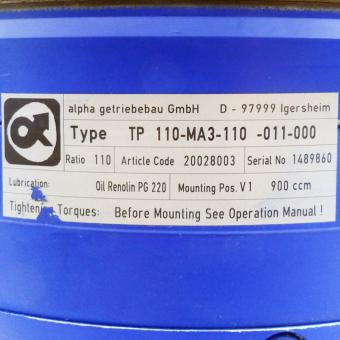 alpha getriebebau GmbH D - 97999 Igersheim
Type TP 110-MA3-110 -011-000
Ratio 110 Article Code 20028003 Serial No 1489860
Lubrication: Oil Renolin PG 220 Mounting Pos. V1 900 ccm
Tightening Torques: Before Mounting See Operation Manual !